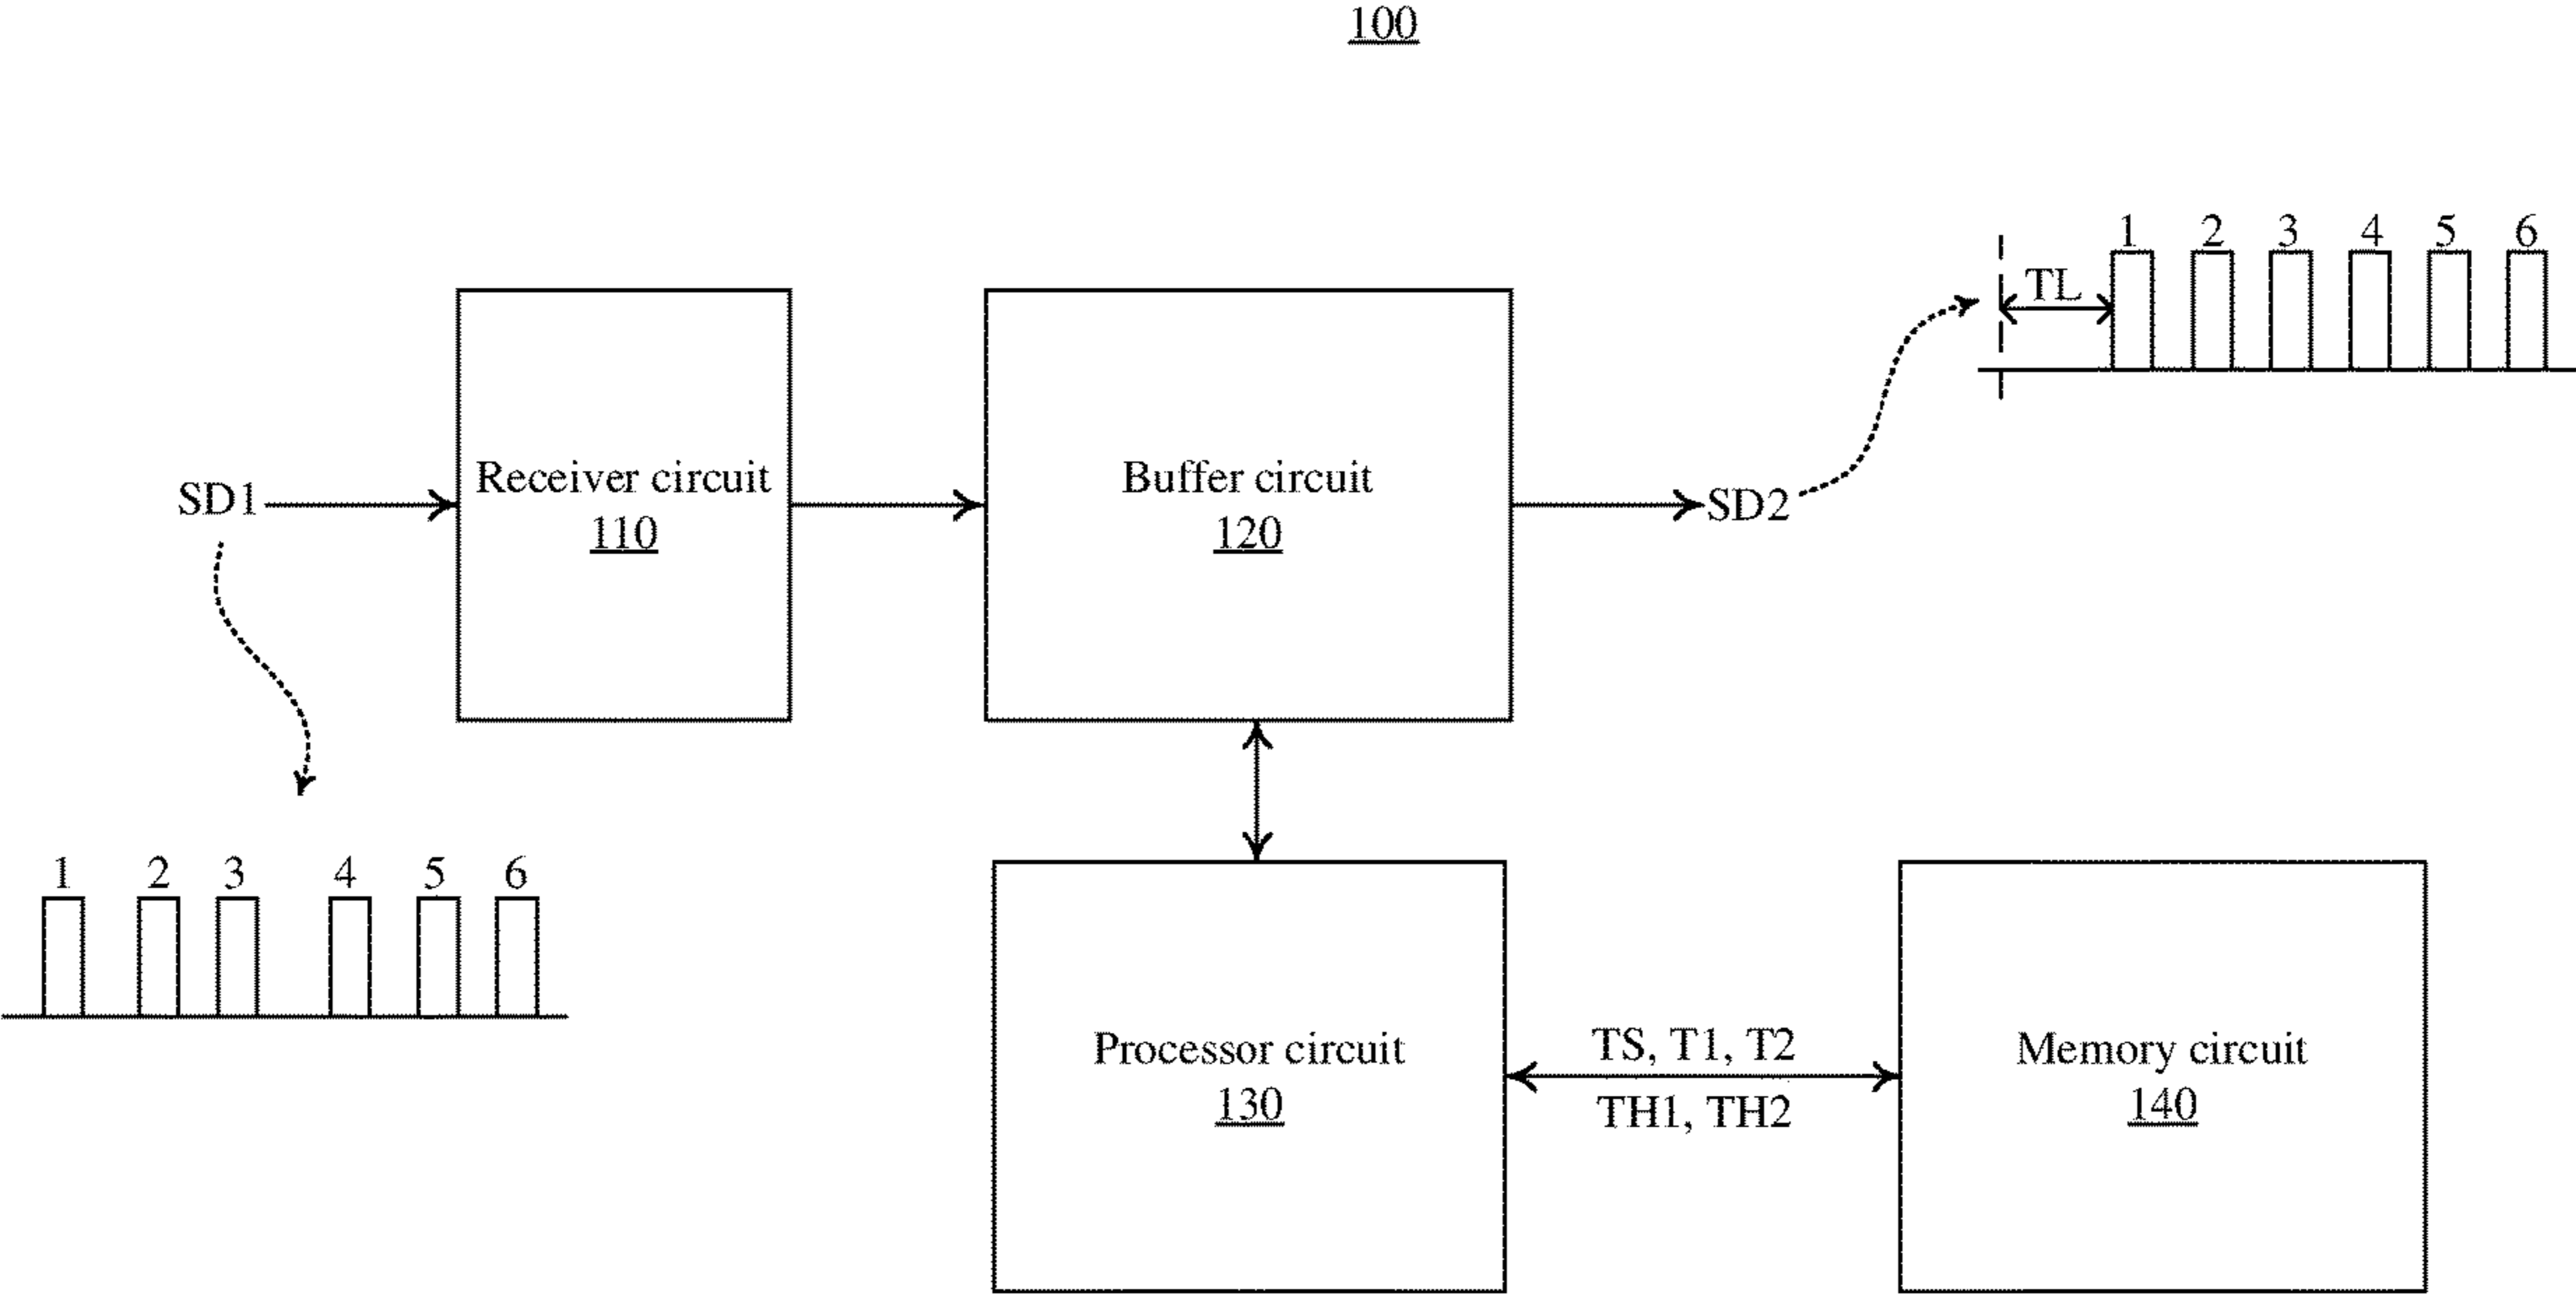 100
1 2 3 4 5 6
TL
Receiver circuit
110
Buffer circuit
120
SD1
SD2
1 2 3 4 5 6
Processor circuit
130
TS, T1, T2
TH1, TH2
Memory circuit
140